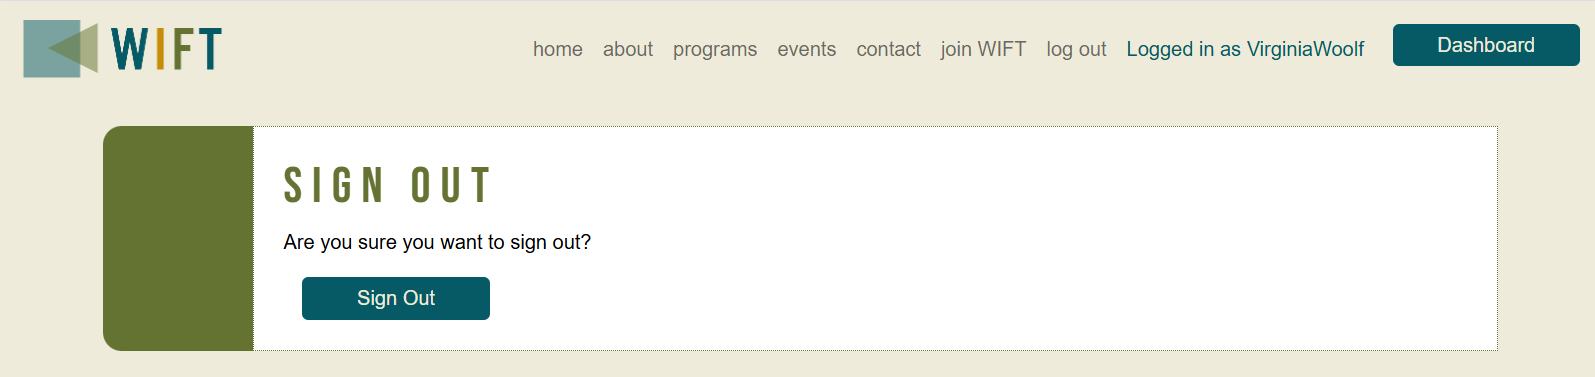 WIFT
home about programs events contact join WIFT log out Logged in as VirginiaWoolf Dashboard
SIGN OUT
Are you sure you want to sign out?
Sign Out